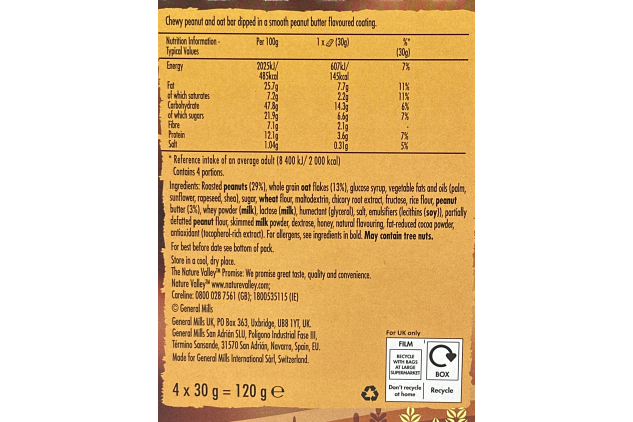 Chewy peanut and oat bar dipped in a smooth peanut butter flavoured coating.
Nutrition Information - Per 100g 1 x (30g) %*
Typical Values (30g)
Energy 2025kJ/ 607kJ/ 7%
485kcal 145kcal
Fat 25.7g 7.7g 11%
of which saturates 7.2g 2.2g 11%
Carbohydrate 47.8g 14.3g 6%
of which sugars 21.9g 6.6g 7%
Fibre 7.1g 2.1g -
Protein 12.1g 3.6g 7%
Salt 1.04g 0.31g 5%
* Reference intake of an average adult (8 400 kJ/ 2 000 kcal)
Contains 4 portions.
Ingredients: Roasted peanuts (29%), whole grain oat flakes (13%), glucose syrup, vegetable fats and oils (palm,
sunflower, rapeseed, shea), sugar, wheat flour, maltodextrin, chicory root extract, fructose, rice flour, peanut
butter (3%), whey powder (milk), lactose (milk), humectant (glycerol), salt, emulsifiers (lecithins (soy)), partially
defatted peanut flour, skimmed milk powder, dextrose, honey, natural flavouring, fat-reduced cocoa powder,
antioxidant (tocopherol-rich extract). For allergens, see ingredients in bold. May contain tree nuts.
For best before date see bottom of pack.
Store in a cool, dry place.
The Nature Valley™ Promise: We promise great taste, quality and convenience.
Nature Valley™ www.naturevalley.com;
Careline: 0800 028 7561 (GB); 1800535115 (IE)
© General Mills
General Mills UK, PO Box 363, Uxbridge, UB8 1YT, UK.
General Mills San Adrián SLU, Polígono Industrial Fase III,
Término Sansande, 31570 San Adrián, Navarra, Spain, EU.
Made for General Mills International Sàrl, Switzerland.
4 x 30 g = 120 g ℮
For UK only
FILM
RECYCLE
WITH BAGS
AT LARGE
SUPERMARKET
Don't recycle
at home
BOX
Recycle